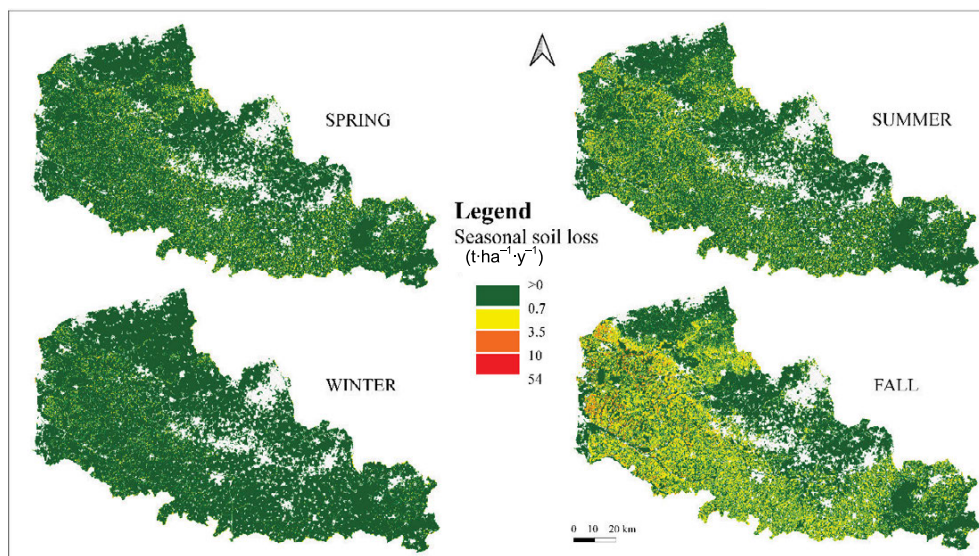 SPRING
SUMMER
Legend
Seasonal soil loss
(t·ha⁻¹·y⁻¹)
>0
0.7
3.5
10
54
WINTER
FALL
0 10 20 km